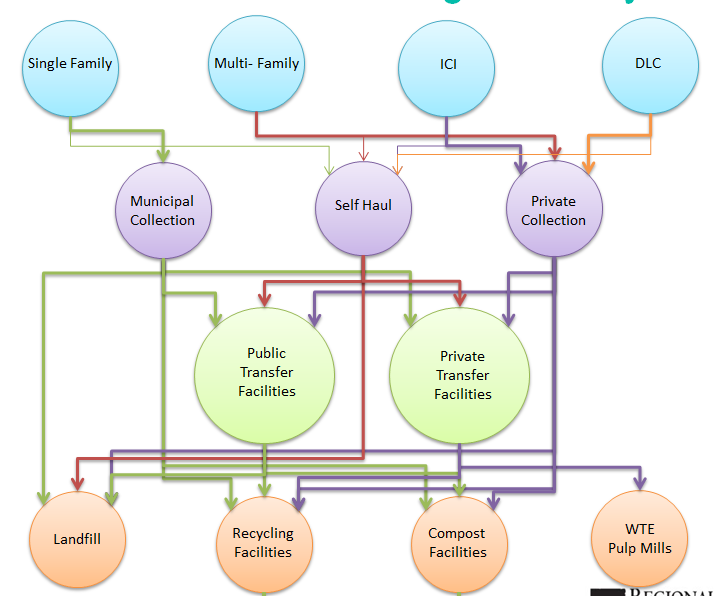 Single Family
Multi- Family
ICI
DLC
Municipal
Collection
Self Haul
Private
Collection
Public
Transfer
Facilities
Private
Transfer
Facilities
Landfill
Recycling
Facilities
Compost
Facilities
WTE
Pulp Mills
REGIONAL